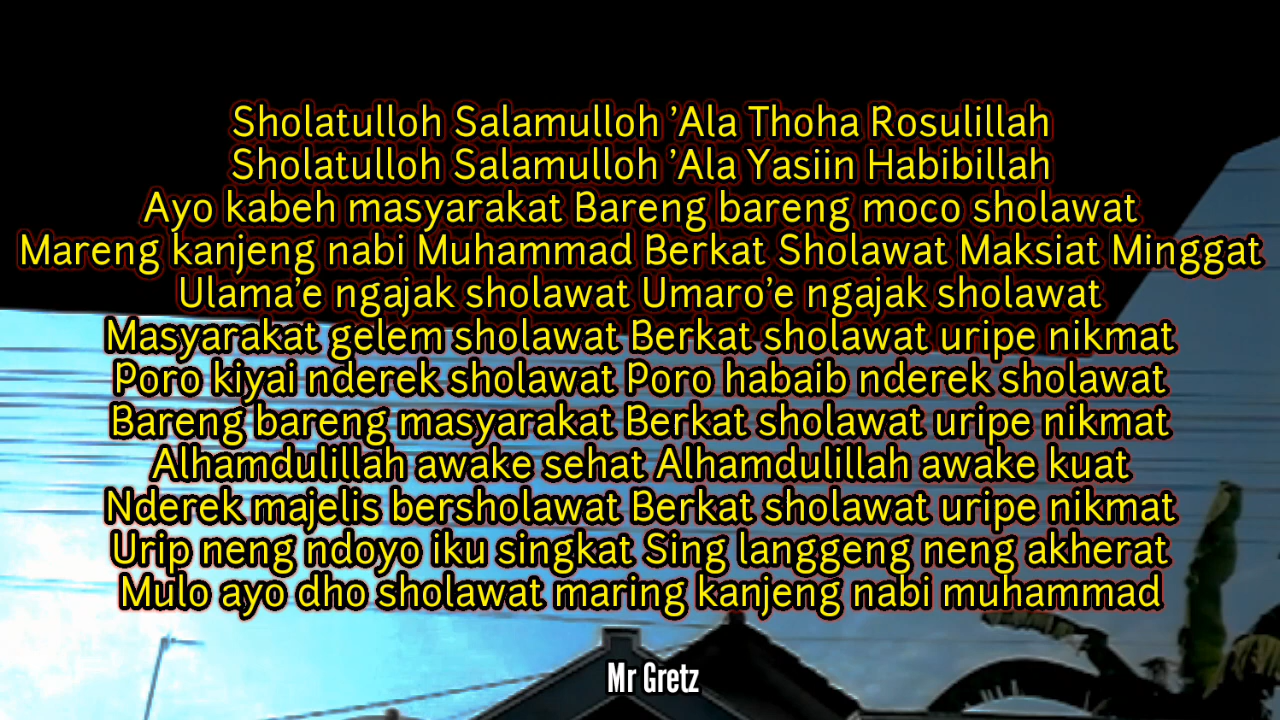 Sholatulloh Salamulloh 'Ala Thoha Rosulillah
Sholatulloh Salamulloh 'Ala Yasiin Habibillah
Ayo kabeh masyarakat Bareng bareng moco sholawat
Mareng kanjeng nabi Muhammad Berkat Sholawat Maksiat Minggat
Ulama'e ngajak sholawat Umaro'e ngajak sholawat
Masyarakat gelem sholawat Berkat sholawat uripe nikmat
Poro kiyai nderek sholawat Poro habaib nderek sholawat
Bareng bareng masyarakat Berkat sholawat uripe nikmat
Alhamdulillah awake sehat Alhamdulillah awake kuat
Nderek majelis bersholawat Berkat sholawat uripe nikmat
Urip neng ndoyo iku singkat Sing langgeng neng akherat
Mulo ayo dho sholawat maring kanjeng nabi muhammad
Mr Gretz